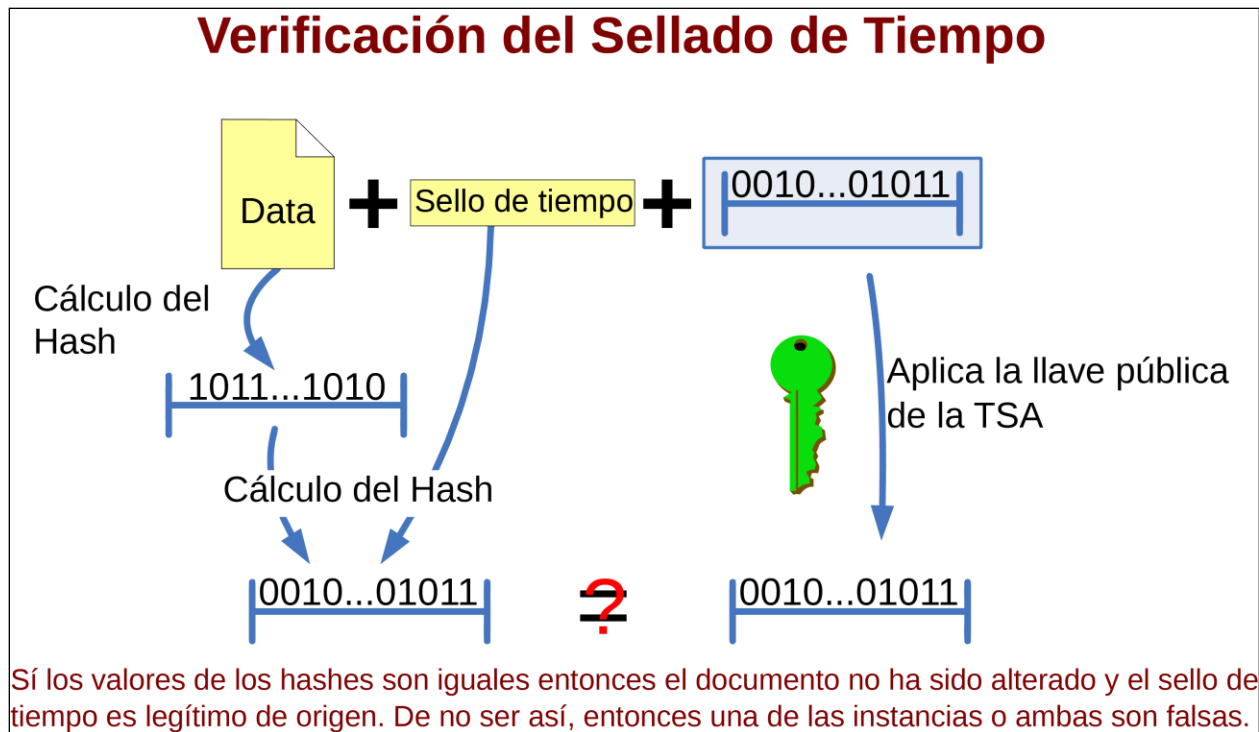 Verificación del Sellado de Tiempo
Data
Sello de tiempo
0010...01011
Cálculo del
Hash
1011...1010
Aplica la llave pública
de la TSA
Cálculo del Hash
0010...01011
?
0010...01011
Sí los valores de los hashes son iguales entonces el documento no ha sido alterado y el sello de
tiempo es legítimo de origen. De no ser así, entonces una de las instancias o ambas son falsas.